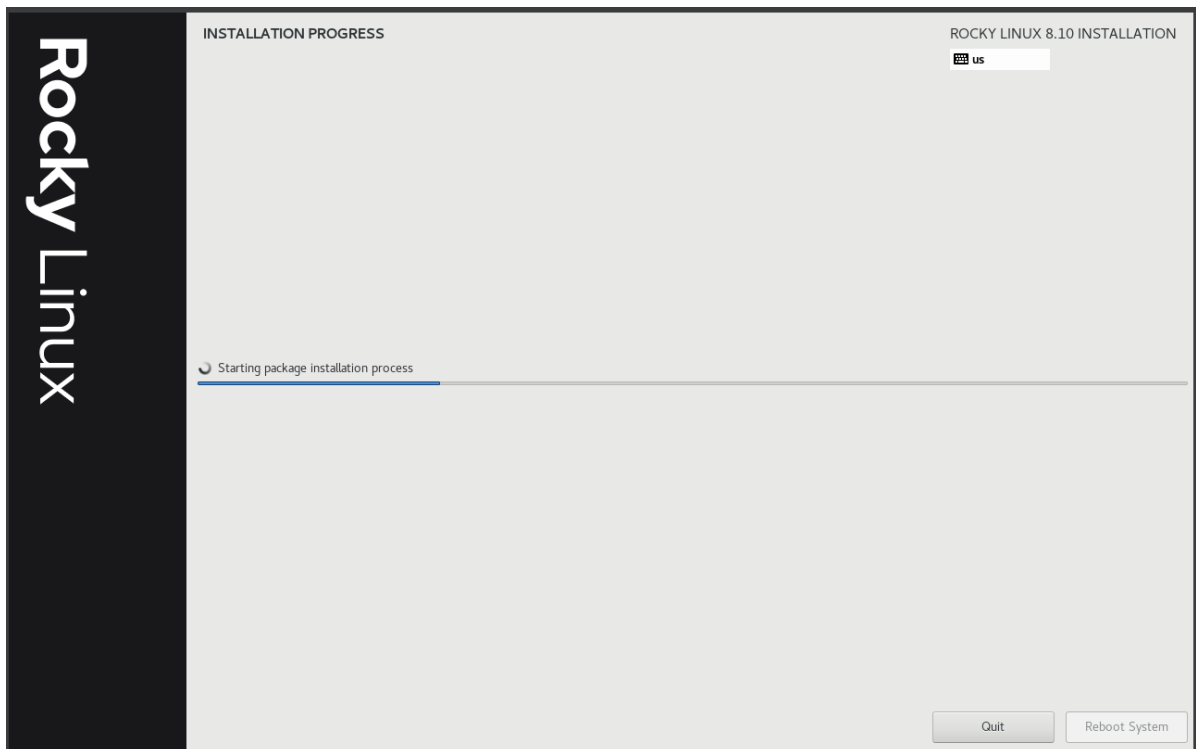 Rocky Linux
INSTALLATION PROGRESS
ROCKY LINUX 8.10 INSTALLATION
us
Starting package installation process
Quit
Reboot System